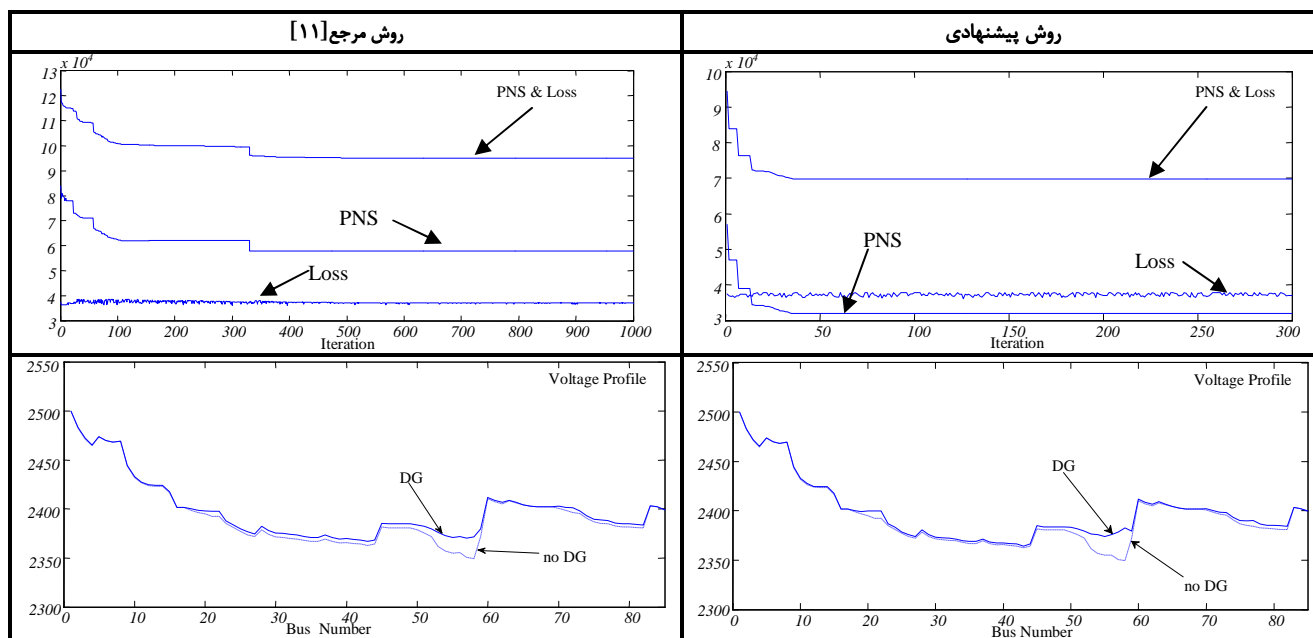 روش مرجع[۱۱]
روش پیشنهادی
x 10^4
13
12
11
10
9
8
7
6
5
4
3
PNS & Loss
PNS
Loss
0 100 200 300 400 500 600 700 800 900 1000
Iteration
x 10^4
10
9
8
7
6
5
4
3
PNS & Loss
PNS
Loss
0 50 100 150 200 250 300
Iteration
2550
2500
2450
2400
2350
2300
Voltage Profile
DG
no DG
0 10 20 30 40 50 60 70 80
Bus Number
2550
2500
2450
2400
2350
2300
Voltage Profile
DG
no DG
0 10 20 30 40 50 60 70 80
Bus Number